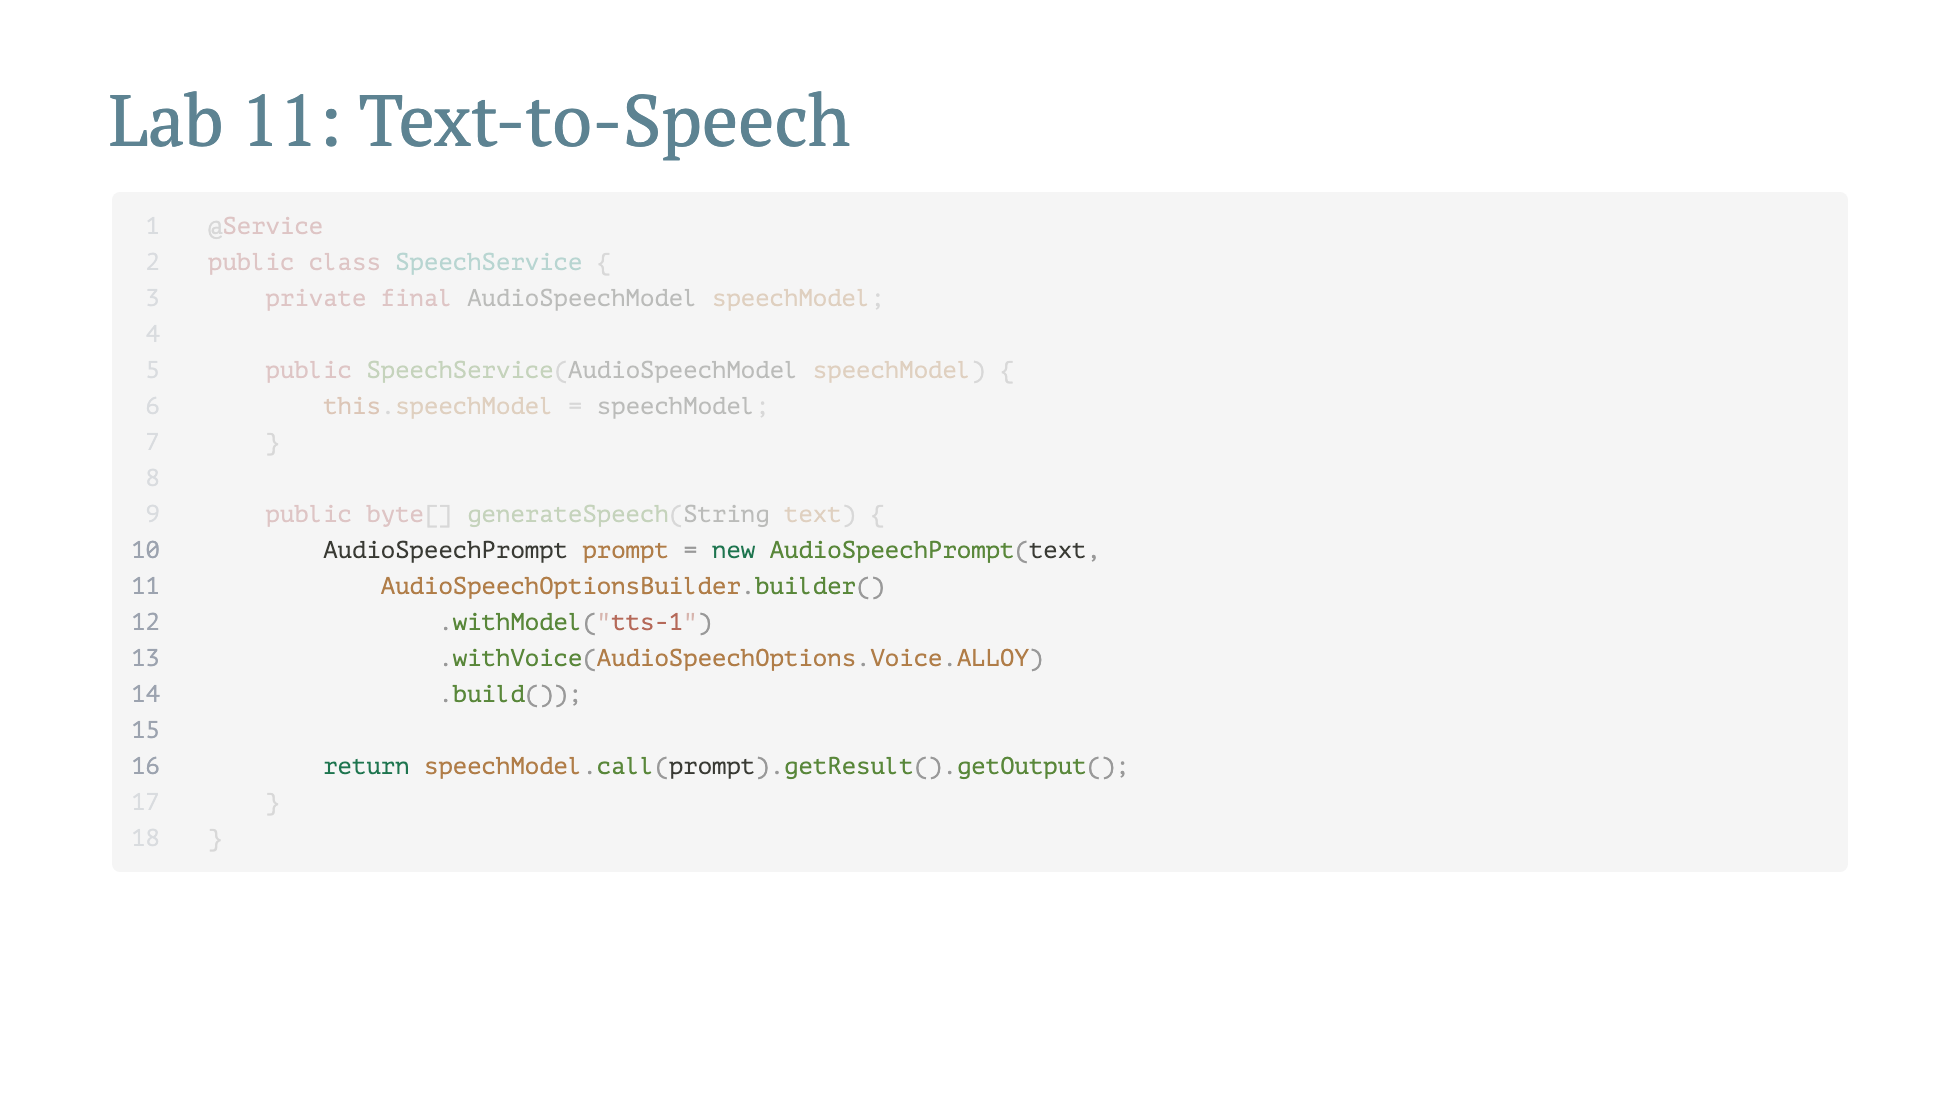 Lab 11: Text-to-Speech
1 @Service
2 public class SpeechService {
3     private final AudioSpeechModel speechModel;
4
5     public SpeechService(AudioSpeechModel speechModel) {
6         this.speechModel = speechModel;
7     }
8
9     public byte[] generateSpeech(String text) {
10         AudioSpeechPrompt prompt = new AudioSpeechPrompt(text,
11             AudioSpeechOptionsBuilder.builder()
12                 .withModel("tts-1")
13                 .withVoice(AudioSpeechOptions.Voice.ALLOY)
14                 .build());
15
16         return speechModel.call(prompt).getResult().getOutput();
17     }
18 }